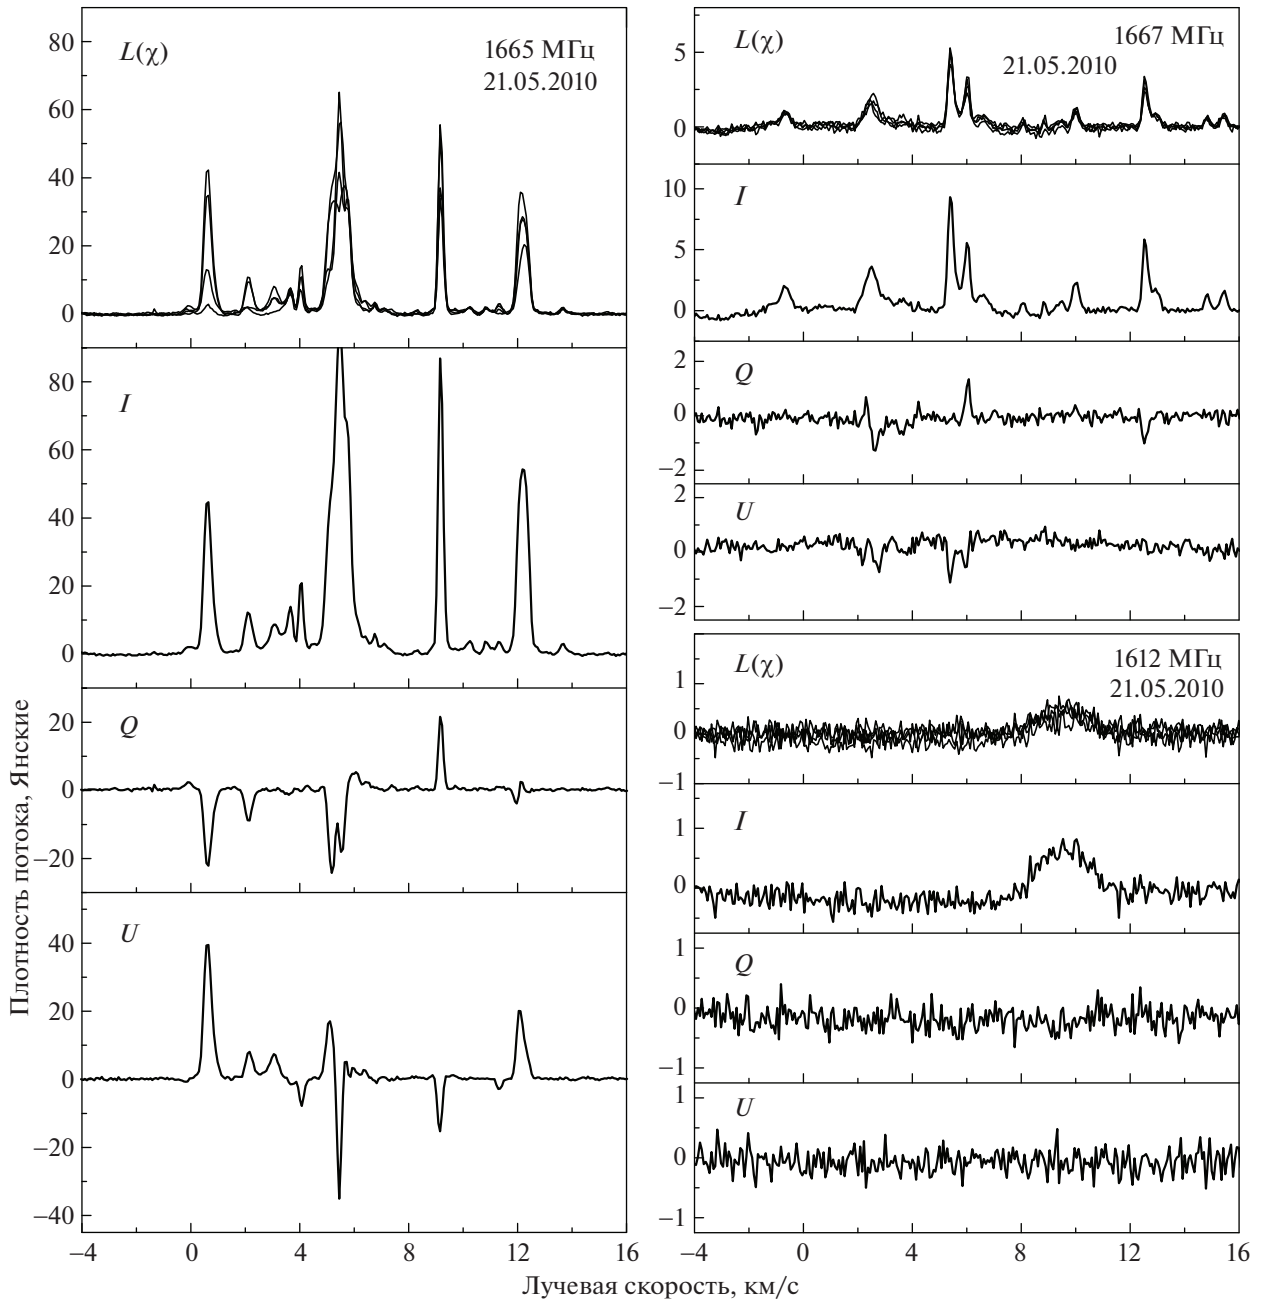 L(χ)
1665 МГц
21.05.2010
80
60
40
20
0
I
80
60
40
20
0
Q
20
0
−20
U
40
20
0
−20
−40
−4 0 4 8 12 16
L(χ)
1667 МГц
21.05.2010
5
0
I
10
5
0
Q
2
0
−2
U
2
0
−2
L(χ)
1612 МГц
21.05.2010
1
0
−1
I
1
0
Q
1
0
−1
U
1
0
−1
−4 0 4 8 12 16
Плотность потока, Янские
Лучевая скорость, км/с